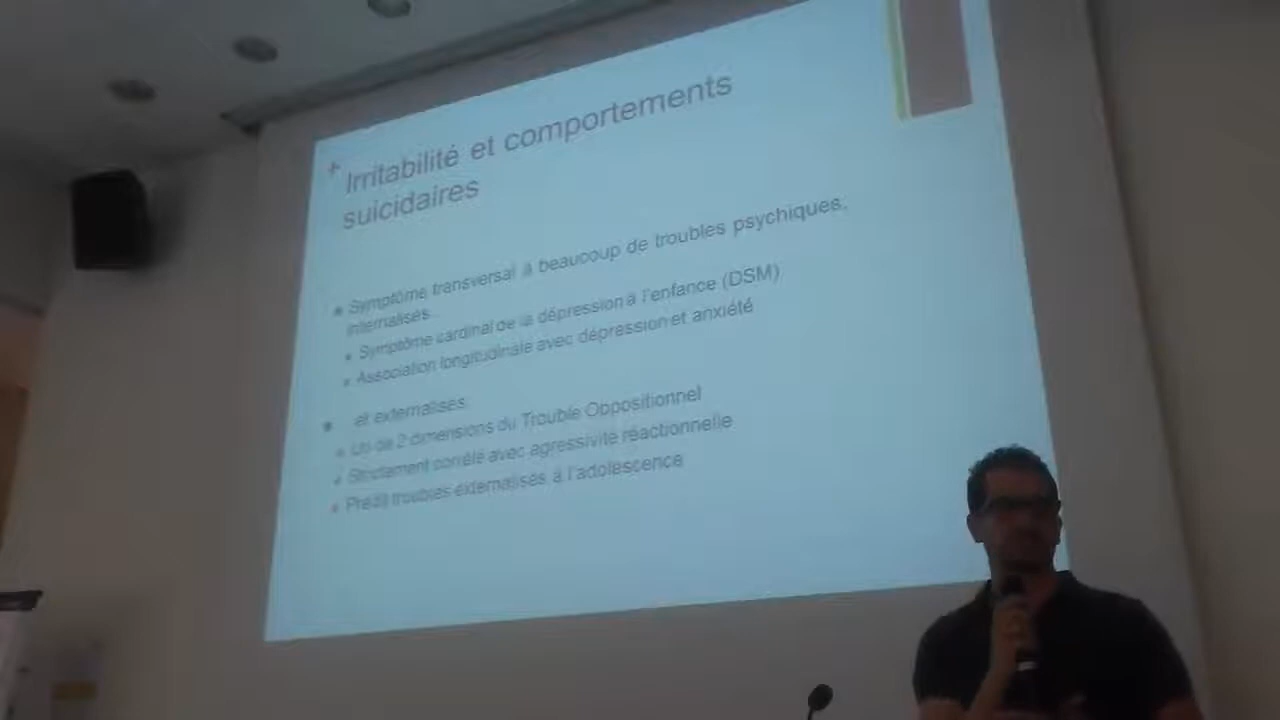 +
Irritabilité et comportements
suicidaires
• Symptôme transversal à beaucoup de troubles psychiques,
internalisés..
• Symptôme cardinal de la dépression à l'enfance (DSM)
• Association longitudinale avec dépression et anxiété
• et externalisés
• Un de 2 dimensions du Trouble Oppositionnel
• Strictement corrélé avec agressivité réactionnelle
• Prédit troubles externalisés à l'adolescence